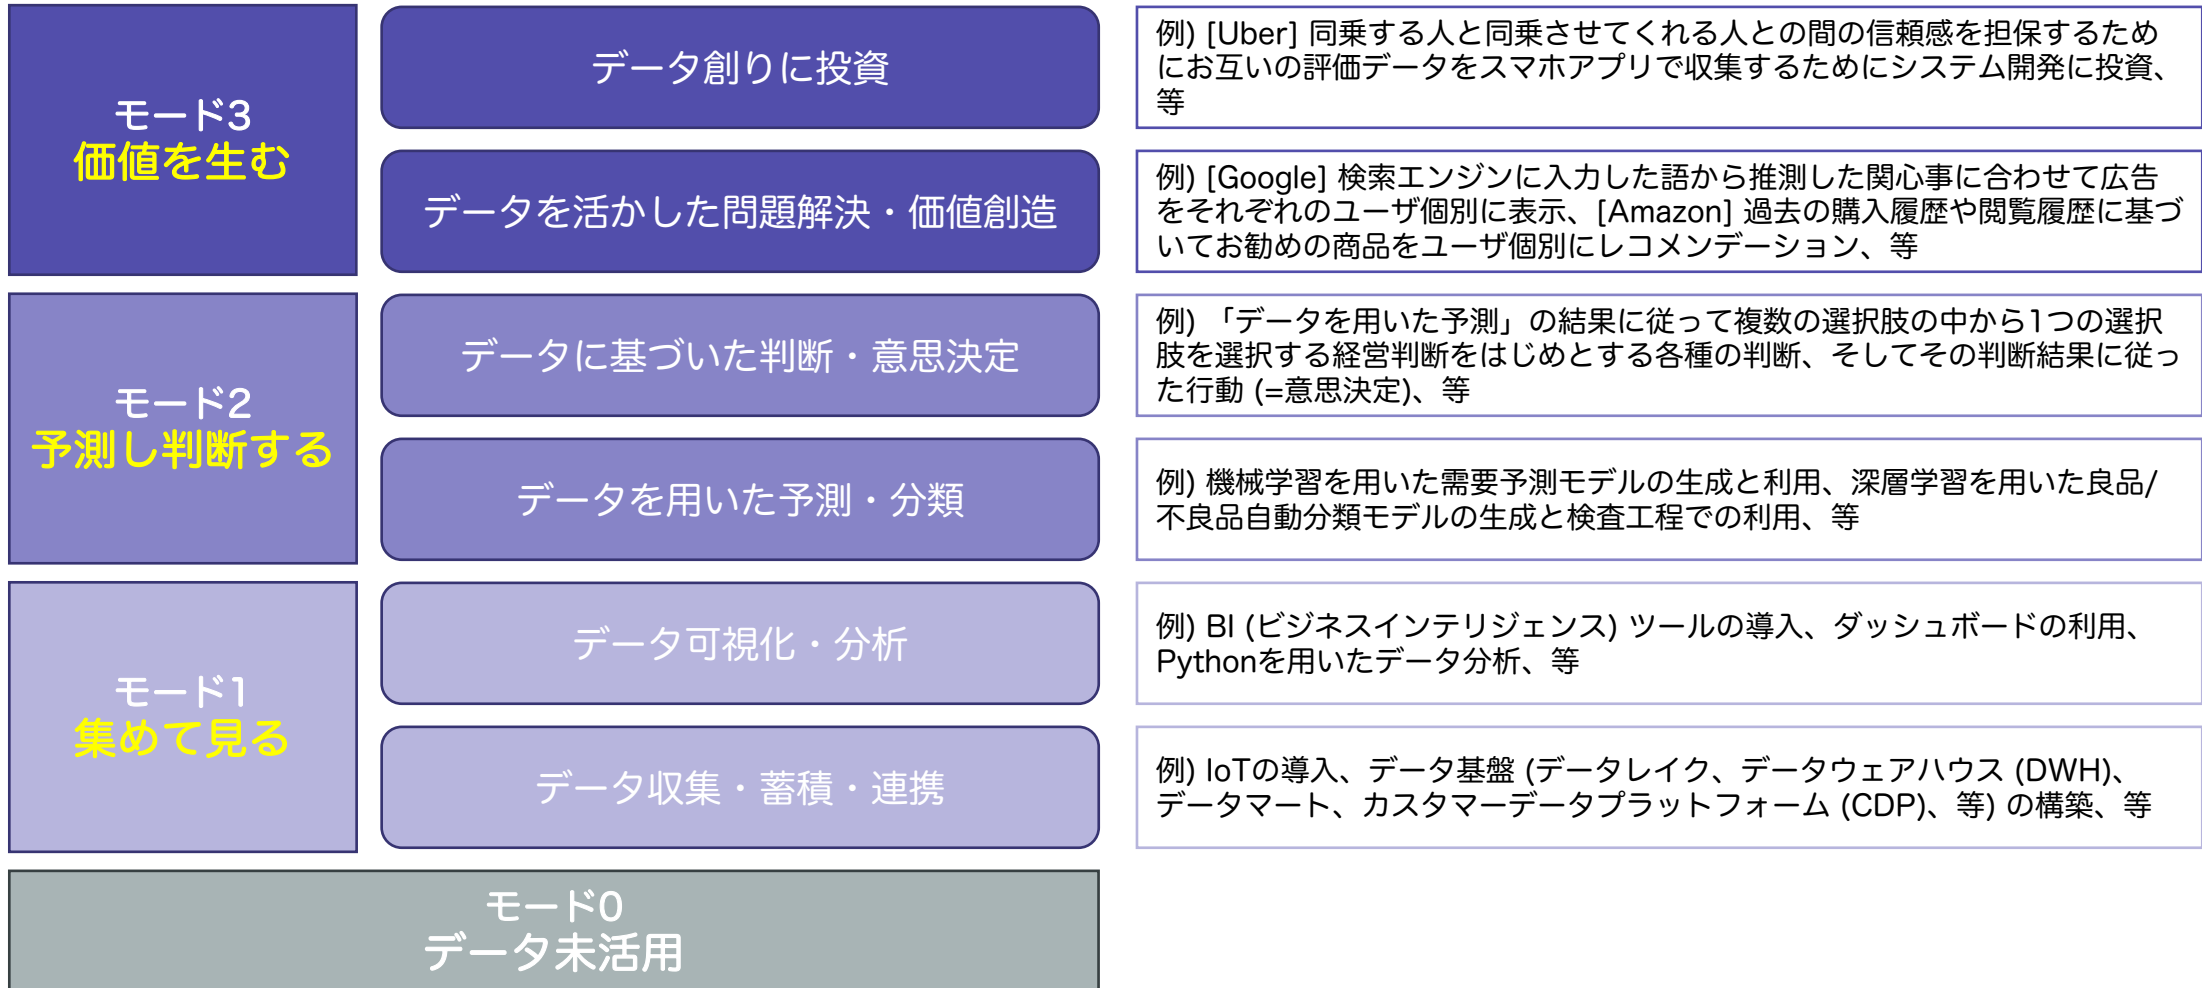 モード3
価値を生む
データ創りに投資
例) [Uber] 同乗する人と同乗させてくれる人との間の信頼感を担保するため
にお互いの評価データをスマホアプリで収集するためにシステム開発に投資、
等
データを活かした問題解決・価値創造
例) [Google] 検索エンジンに入力した語から推測した関心事に合わせて広告
をそれぞれのユーザ個別に表示、[Amazon] 過去の購入履歴や閲覧履歴に基づ
いてお勧めの商品をユーザ個別にレコメンデーション、等
モード2
予測し判断する
データに基づいた判断・意思決定
例) 「データを用いた予測」の結果に従って複数の選択肢の中から1つの選択
肢を選択する経営判断をはじめとする各種の判断、そしてその判断結果に従っ
た行動 (=意思決定)、等
データを用いた予測・分類
例) 機械学習を用いた需要予測モデルの生成と利用、深層学習を用いた良品/
不良品自動分類モデルの生成と検査工程での利用、等
モード1
集めて見る
データ可視化・分析
例) BI (ビジネスインテリジェンス) ツールの導入、ダッシュボードの利用、
Pythonを用いたデータ分析、等
データ収集・蓄積・連携
例) IoTの導入、データ基盤 (データレイク、データウェアハウス (DWH)、
データマート、カスタマーデータプラットフォーム (CDP)、等) の構築、等
モード0
データ未活用